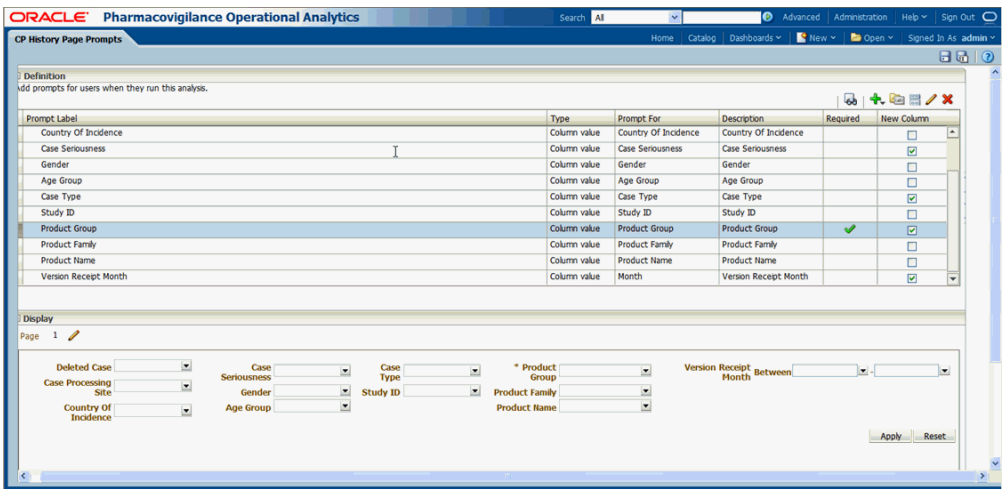 ORACLE Pharmacovigilance Operational Analytics Search All Advanced Administration Help Sign Out
CP History Page Prompts Home Catalog Dashboards New Open Signed In As admin
Definition
Add prompts for users when they run this analysis.
Prompt Label Type Prompt For Description Required New Column
Country Of Incidence Column value Country Of Incidence Country Of Incidence
Case Seriousness Column value Case Seriousness Case Seriousness
Gender Column value Gender Gender
Age Group Column value Age Group Age Group
Case Type Column value Case Type Case Type
Study ID Column value Study ID Study ID
Product Group Column value Product Group Product Group
Product Family Column value Product Family Product Family
Product Name Column value Product Name Product Name
Version Receipt Month Column value Month Version Receipt Month
Display
Page 1
Deleted Case Case Seriousness Case Type * Product Group Version Receipt Month Between -
Case Processing Site Gender Study ID Product Family
Country Of Incidence Age Group Product Name
Apply Reset